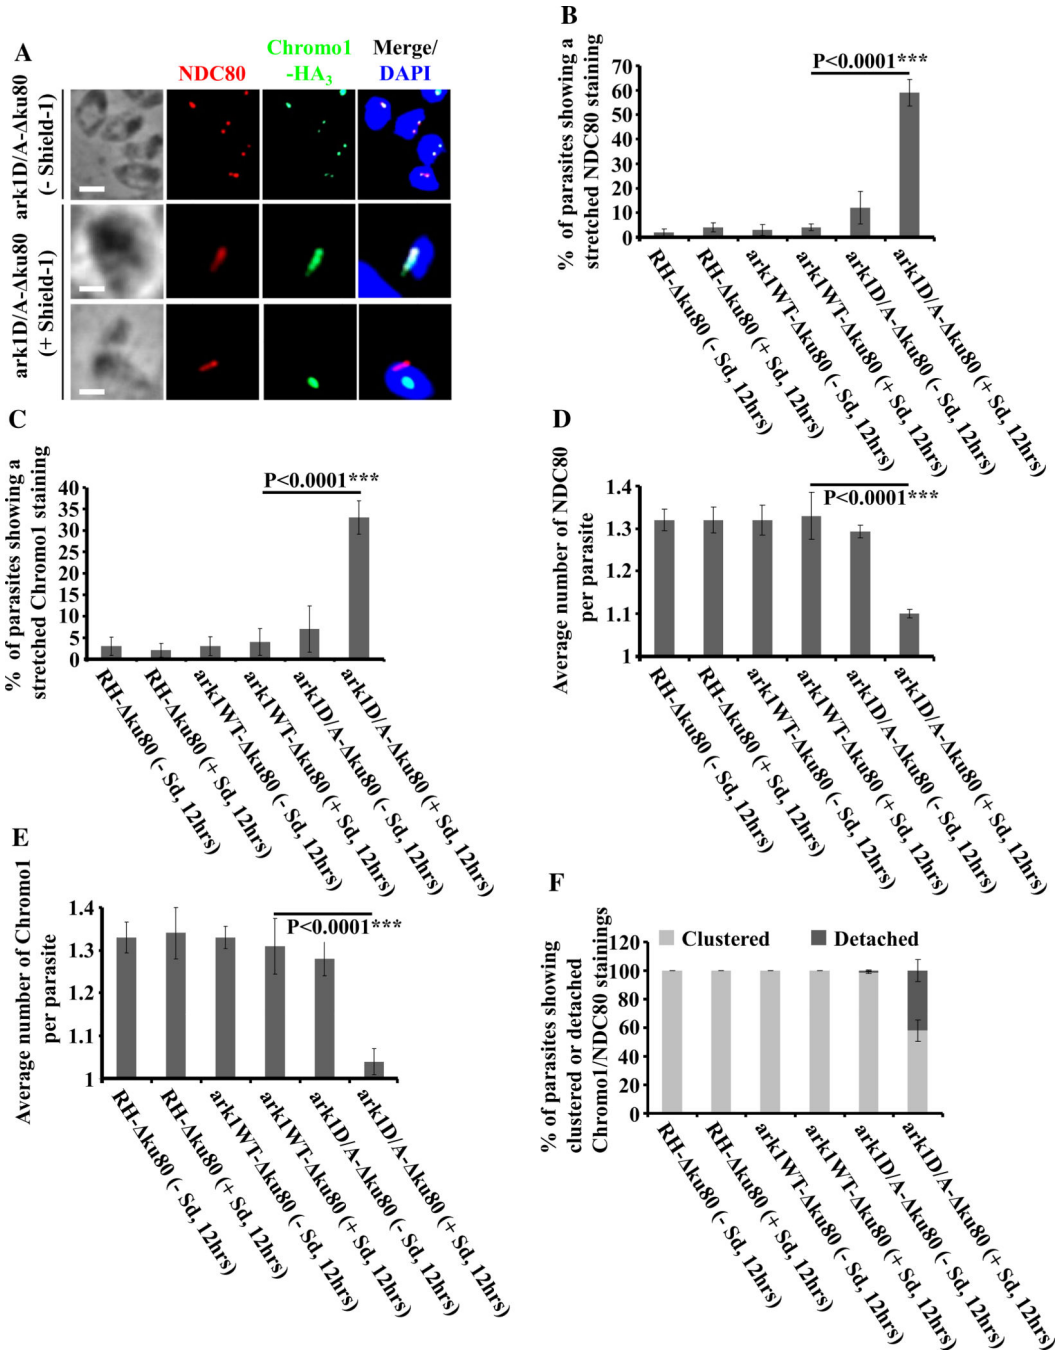 A
NDC80
Chromo1
-HA3
Merge/
DAPI
ark1D/A-Δku80
(- Shield-1)
ark1D/A-Δku80
(+ Shield-1)
B
% of parasites showing a
stretched NDC80 staining
70
60
50
40
30
20
10
0
P<0.0001***
RH-Δku80 (- Sd, 12hrs)
RH-Δku80 (+ Sd, 12hrs)
ark1WT-Δku80 (- Sd, 12hrs)
ark1WT-Δku80 (+ Sd, 12hrs)
ark1D/A-Δku80 (- Sd, 12hrs)
ark1D/A-Δku80 (+ Sd, 12hrs)
C
% of parasites showing a
stretched Chromo1 staining
40
35
30
25
20
15
10
5
0
P<0.0001***
RH-Δku80 (- Sd, 12hrs)
RH-Δku80 (+ Sd, 12hrs)
ark1WT-Δku80 (- Sd, 12hrs)
ark1WT-Δku80 (+ Sd, 12hrs)
ark1D/A-Δku80 (- Sd, 12hrs)
ark1D/A-Δku80 (+ Sd, 12hrs)
D
Average number of NDC80
per parasite
1.4
1.3
1.2
1.1
1
P<0.0001***
RH-Δku80 (- Sd, 12hrs)
RH-Δku80 (+ Sd, 12hrs)
ark1WT-Δku80 (- Sd, 12hrs)
ark1WT-Δku80 (+ Sd, 12hrs)
ark1D/A-Δku80 (- Sd, 12hrs)
ark1D/A-Δku80 (+ Sd, 12hrs)
E
Average number of Chromo1
per parasite
1.4
1.3
1.2
1.1
1
P<0.0001***
RH-Δku80 (- Sd, 12hrs)
RH-Δku80 (+ Sd, 12hrs)
ark1WT-Δku80 (- Sd, 12hrs)
ark1WT-Δku80 (+ Sd, 12hrs)
ark1D/A-Δku80 (- Sd, 12hrs)
ark1D/A-Δku80 (+ Sd, 12hrs)
F
% of parasites showing
clustered or detached
Chromo1/NDC80 stainings
120
100
80
60
40
20
0
Clustered
Detached
RH-Δku80 (- Sd, 12hrs)
RH-Δku80 (+ Sd, 12hrs)
ark1WT-Δku80 (- Sd, 12hrs)
ark1WT-Δku80 (+ Sd, 12hrs)
ark1D/A-Δku80 (- Sd, 12hrs)
ark1D/A-Δku80 (+ Sd, 12hrs)